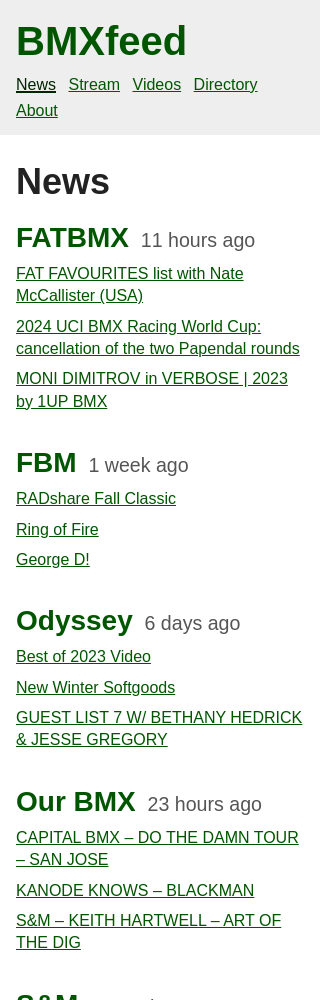 BMXfeed
News Stream Videos Directory
About
News
FATBMX 11 hours ago
FAT FAVOURITES list with Nate
McCallister (USA)
2024 UCI BMX Racing World Cup:
cancellation of the two Papendal rounds
MONI DIMITROV in VERBOSE | 2023
by 1UP BMX
FBM 1 week ago
RADshare Fall Classic
Ring of Fire
George D!
Odyssey 6 days ago
Best of 2023 Video
New Winter Softgoods
GUEST LIST 7 W/ BETHANY HEDRICK
& JESSE GREGORY
Our BMX 23 hours ago
CAPITAL BMX – DO THE DAMN TOUR
– SAN JOSE
KANODE KNOWS – BLACKMAN
S&M – KEITH HARTWELL – ART OF
THE DIG
S&M